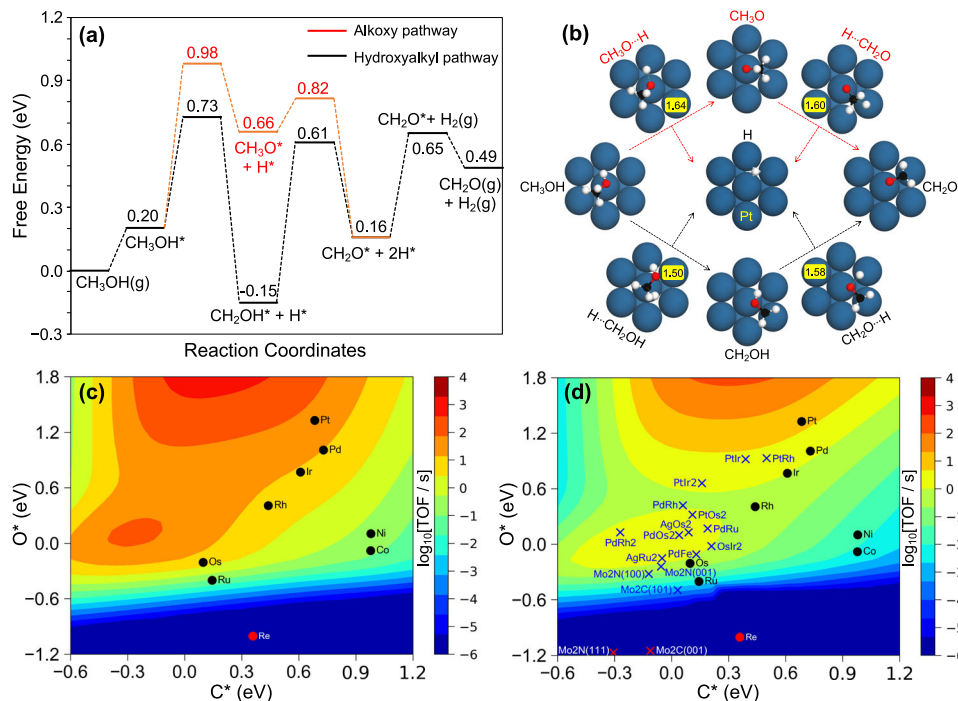 (a)
Alkoxy pathway
Hydroxyalkyl pathway
Free Energy (eV)
1.2
0.9
0.6
0.3
0.0
−0.3
0.98
0.82
0.73
0.66
0.61
CH3O*
+ H*
CH2O*+ H2(g)
0.65
0.49
CH2O(g)
+ H2(g)
0.20
CH3OH*
0.16
CH2O* + 2H*
CH3OH(g)
-0.15
CH2OH* + H*
Reaction Coordinates
(b)
CH3O
CH3O···H
H···CH2O
1.64
1.60
H
CH3OH
CH2O
Pt
1.50
1.58
H···CH2OH
CH2OH
CH2O···H
(c)
O* (eV)
1.8
1.2
0.6
0.0
−0.6
−1.2
Pt
Pd
Ir
Rh
Ni
Co
Os
Ru
Re
−0.6 −0.3 0.0 0.3 0.6 0.9 1.2
C* (eV)
4
3
2
1
0
−1
−2
−3
−4
−5
−6
log10[TOF / s]
(d)
O* (eV)
1.8
1.2
0.6
0.0
−0.6
−1.2
Pt
Pd
PtIr
PtRh
Ir
PtIr2
PdRh
Rh
PtOs2
AgOs2
PdRu
PdRh2
PdOs2
Ni
OsIr2
Co
AgRu2
PdFe
Os
Mo2N(100)
Mo2N(001)
Ru
Mo2C(101)
Re
Mo2N(111)
Mo2C(001)
−0.6 −0.3 0.0 0.3 0.6 0.9 1.2
C* (eV)
4
3
2
1
0
−1
−2
−3
−4
−5
−6
log10[TOF / s]